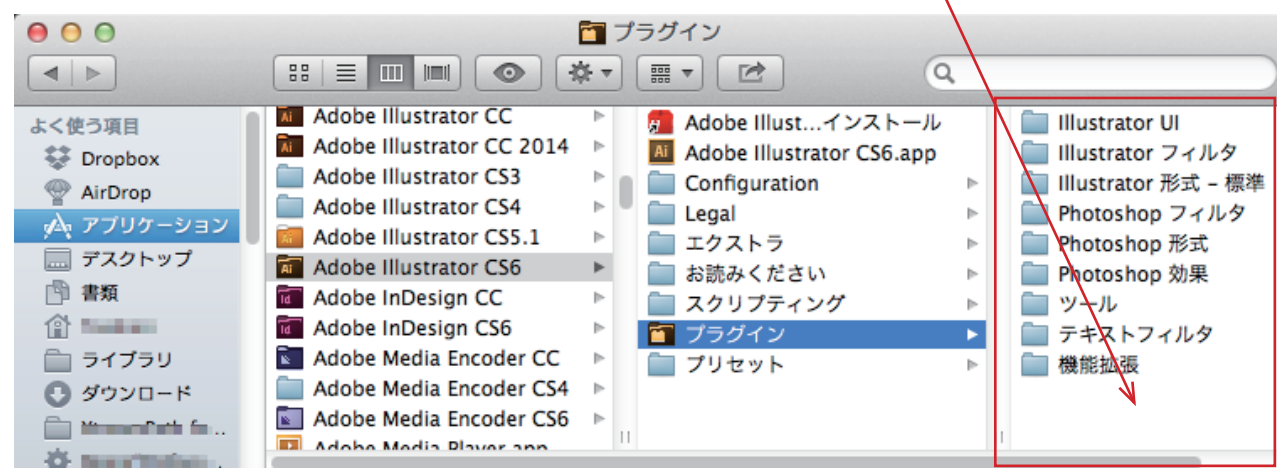 プラグイン
よく使う項目
Dropbox
AirDrop
アプリケーション
デスクトップ
書類
ライブラリ
ダウンロード
Adobe Illustrator CC
Adobe Illustrator CC 2014
Adobe Illustrator CS3
Adobe Illustrator CS4
Adobe Illustrator CS5.1
Adobe Illustrator CS6
Adobe InDesign CC
Adobe InDesign CS6
Adobe Media Encoder CC
Adobe Media Encoder CS4
Adobe Media Encoder CS6
Adobe Media Player.app
Adobe Illust...インストール
Adobe Illustrator CS6.app
Configuration
Legal
エクストラ
お読みください
スクリプティング
プラグイン
プリセット
Illustrator UI
Illustrator フィルタ
Illustrator 形式 – 標準
Photoshop フィルタ
Photoshop 形式
Photoshop 効果
ツール
テキストフィルタ
機能拡張